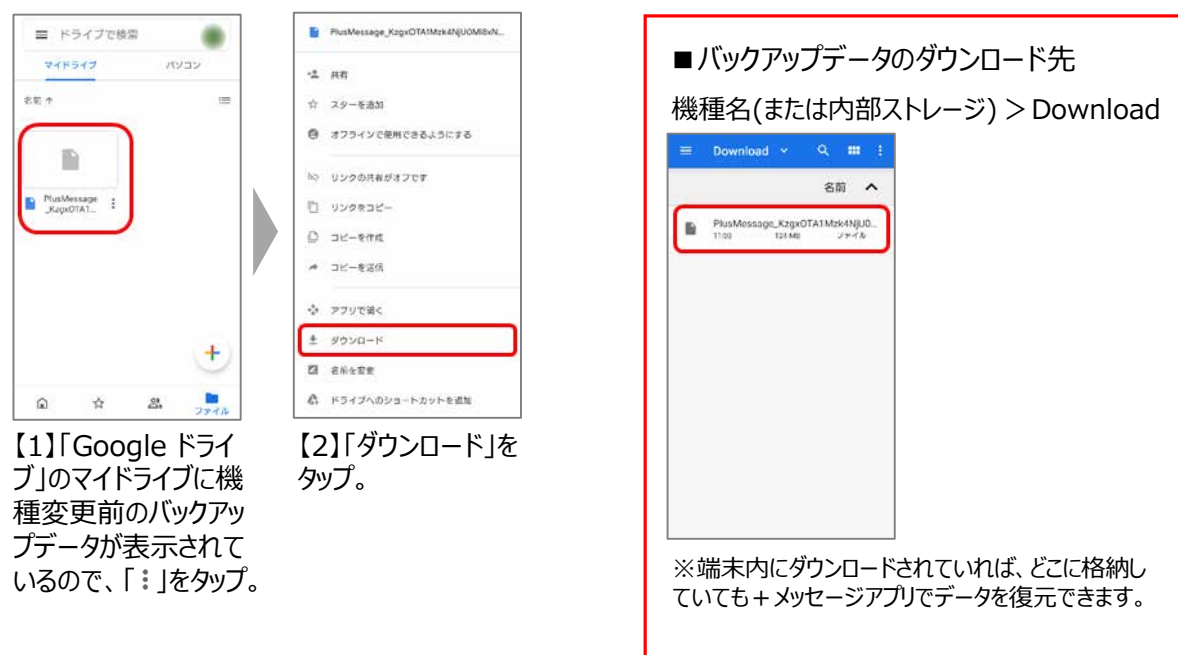 ドライブで検索
マイドライブ
パソコン
名前 ↑
PlusMessage
_KzgxOTA1...
ファイル
【1】「Google ドライ
ブ」のマイドライブに機
種変更前のバックアッ
プデータが表示されて
いるので、「⋮」をタップ。
PlusMessage_KzgxOTA1Mzk4NjU0MI8xN...
共有
スターを追加
オフラインで使用できるようにする
リンクの共有がオフです
リンクをコピー
コピーを作成
コピーを送信
アプリで開く
ダウンロード
名前を変更
ドライブへのショートカットを追加
【2】「ダウンロード」を
タップ。
■バックアップデータのダウンロード先
機種名(または内部ストレージ) > Download
Download
名前
PlusMessage_KzgxOTA1Mzk4NjU0...
124 MB ファイル
※端末内にダウンロードされていれば、どこに格納し
ていても+メッセージアプリでデータを復元できます。